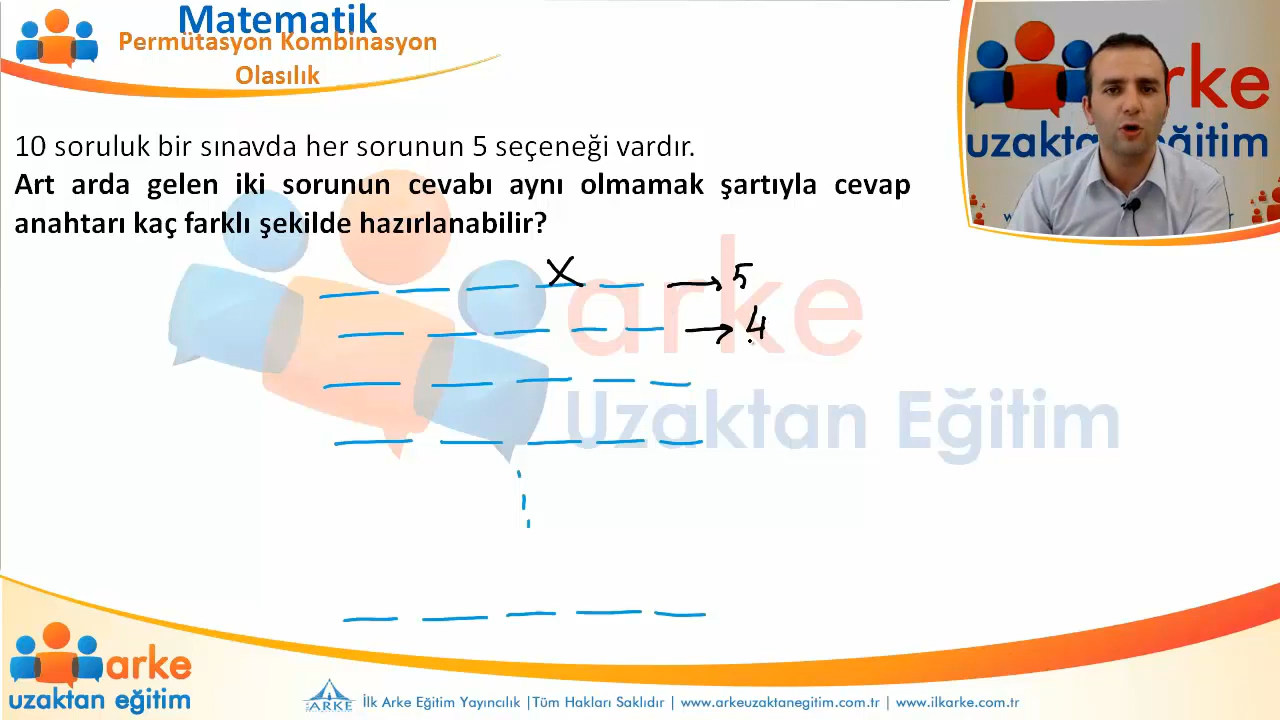 Matematik
Permütasyon Kombinasyon
Olasılık
arke
uzaktan eğitim
10 soruluk bir sınavda her sorunun 5 seçeneği vardır.
Art arda gelen iki sorunun cevabı aynı olmamak şartıyla cevap
anahtarı kaç farklı şekilde hazırlanabilir?
X → 5
→ 4
arke
Uzaktan Eğitim
arke
uzaktan eğitim
ARKE
İlk Arke Eğitim Yayıncılık |Tüm Hakları Saklıdır | www.arkeuzaktanegitim.com.tr | www.ilkarke.com.tr